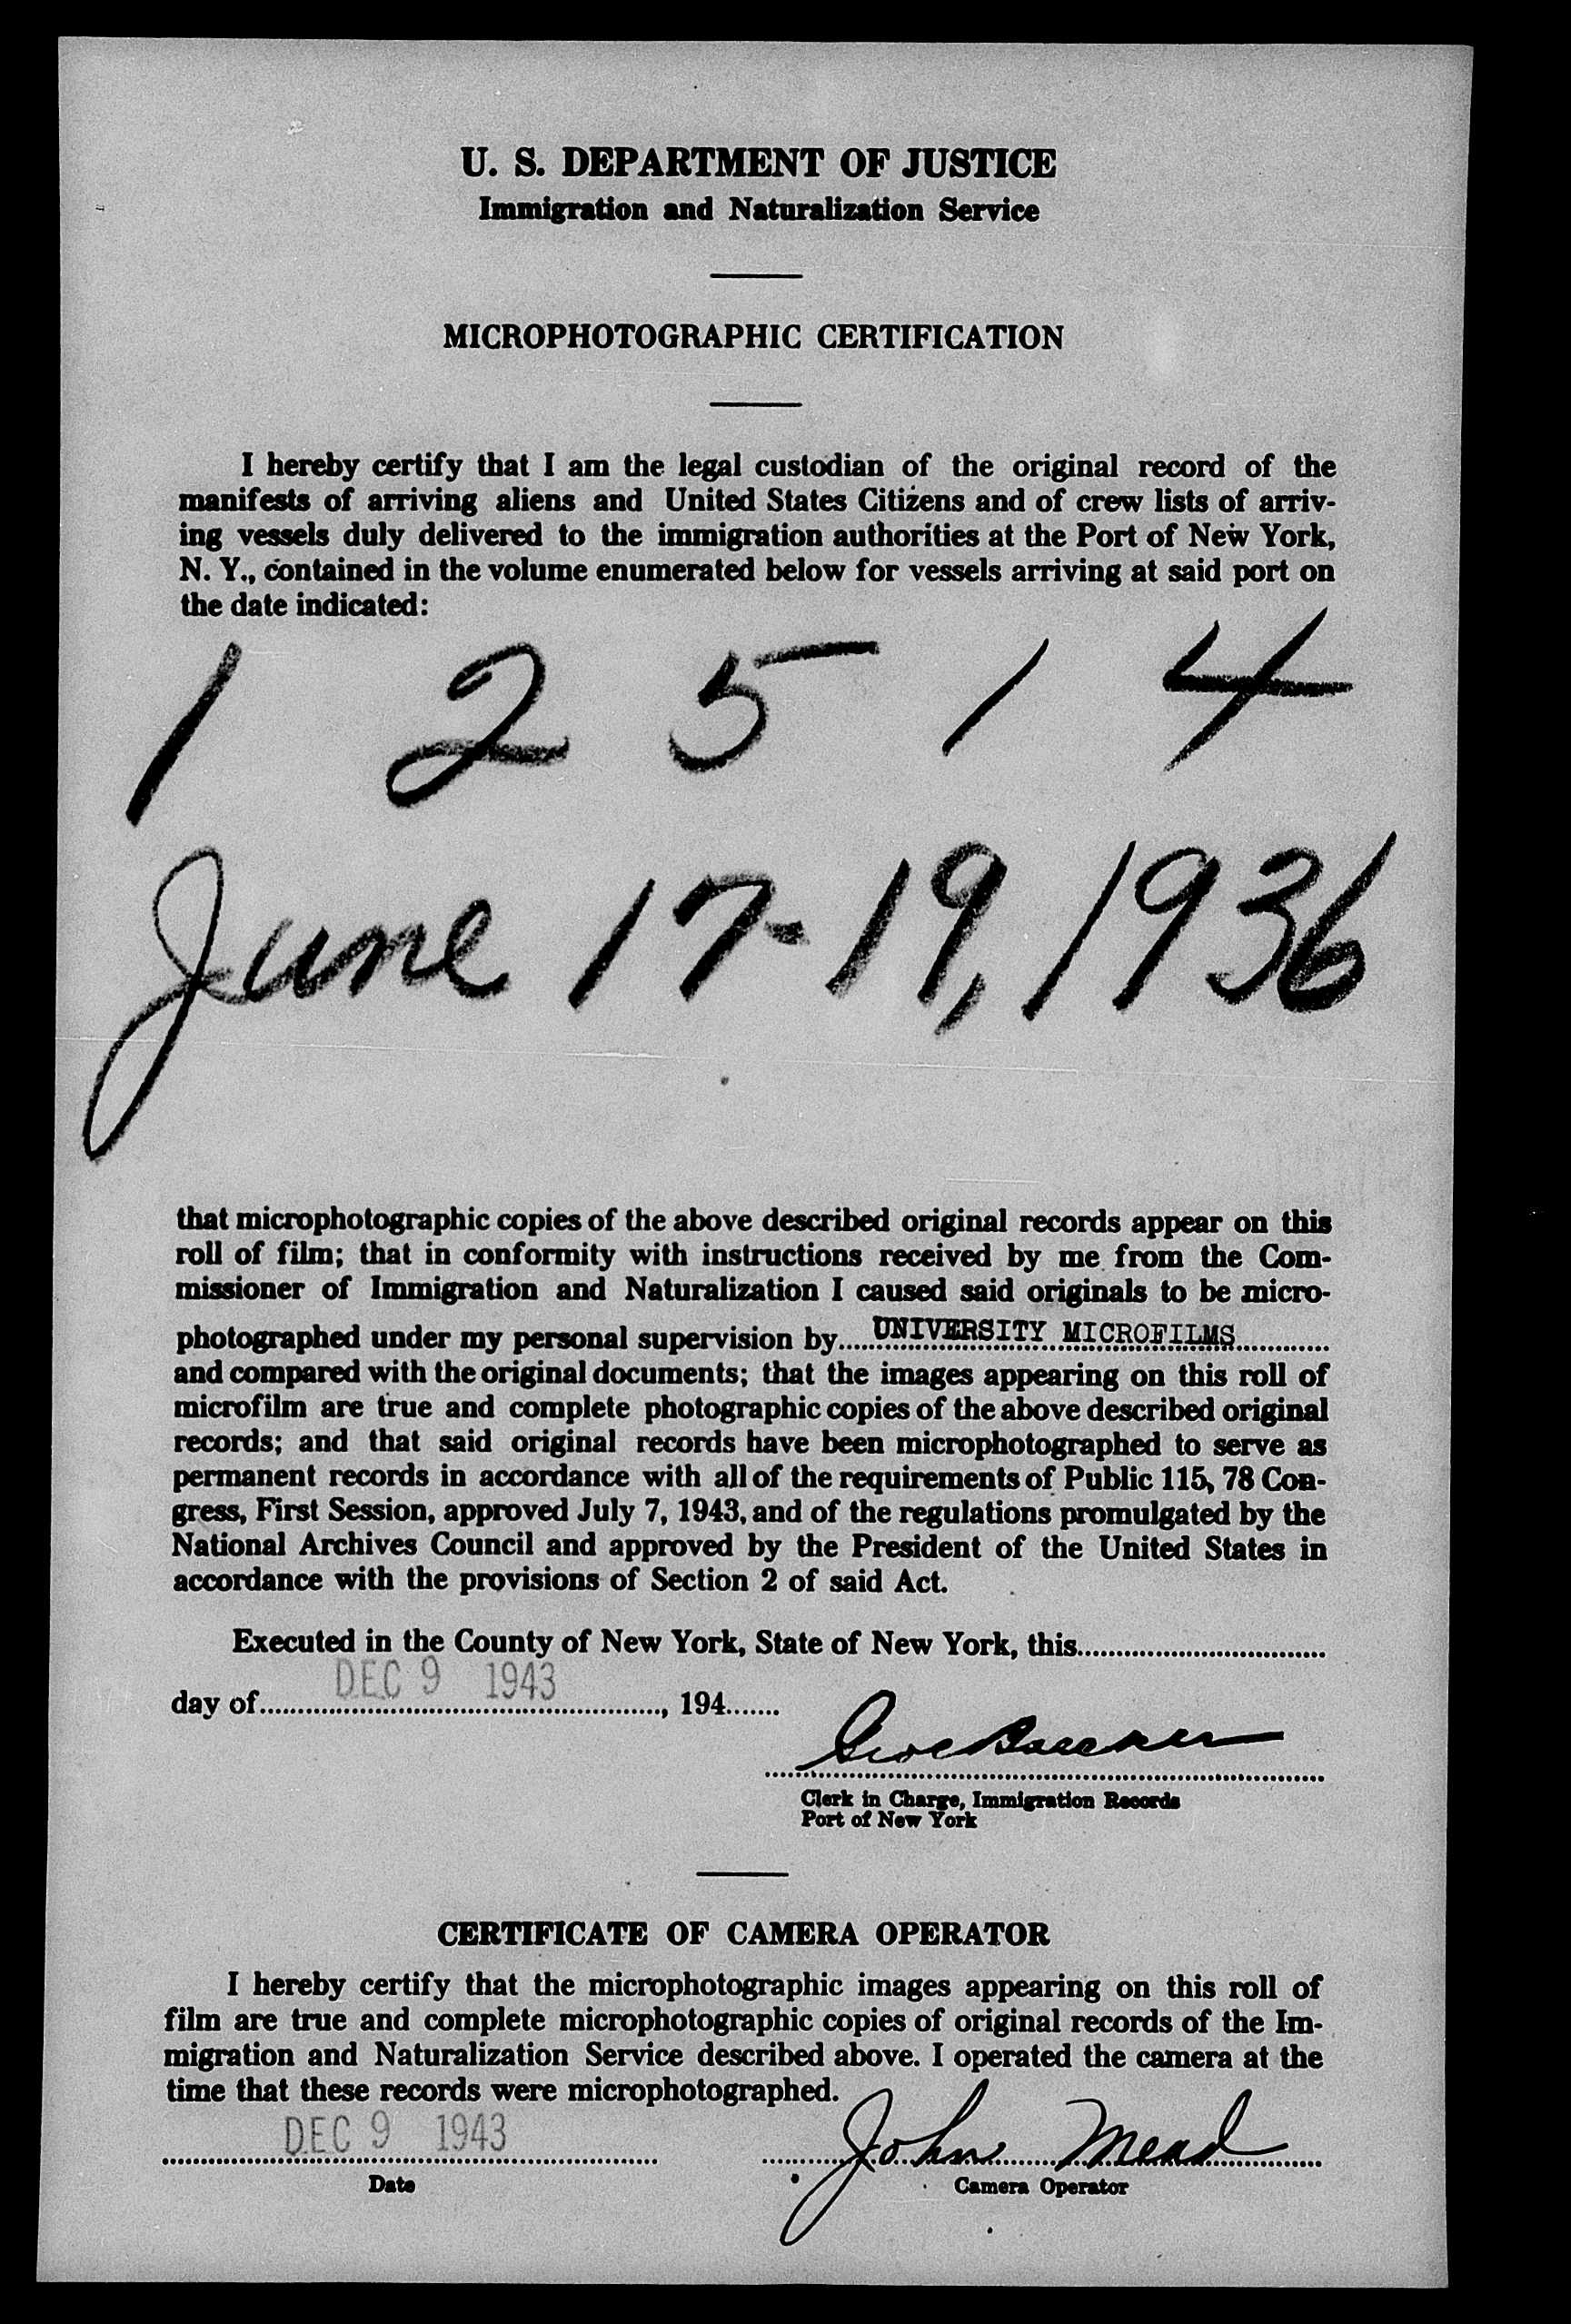 U. S. DEPARTMENT OF JUSTICE
Immigration and Naturalization Service
MICROPHOTOGRAPHIC CERTIFICATION
I hereby certify that I am the legal custodian of the original record of the
manifests of arriving aliens and United States Citizens and of crew lists of arriv-
ing vessels duly delivered to the immigration authorities at the Port of New York,
N. Y., contained in the volume enumerated below for vessels arriving at said port on
the date indicated:
1 2 5 1 4
June 17-19, 1936
that microphotographic copies of the above described original records appear on this
roll of film; that in conformity with instructions received by me from the Com-
missioner of Immigration and Naturalization I caused said originals to be micro-
photographed under my personal supervision by UNIVERSITY MICROFILMS
and compared with the original documents; that the images appearing on this roll of
microfilm are true and complete photographic copies of the above described original
records; and that said original records have been microphotographed to serve as
permanent records in accordance with all of the requirements of Public 115, 78 Con-
gress, First Session, approved July 7, 1943, and of the regulations promulgated by the
National Archives Council and approved by the President of the United States in
accordance with the provisions of Section 2 of said Act.
Executed in the County of New York, State of New York, this
day of DEC 9 1943, 194
Clerk in Charge, Immigration Records
Port of New York
CERTIFICATE OF CAMERA OPERATOR
I hereby certify that the microphotographic images appearing on this roll of
film are true and complete microphotographic copies of original records of the Im-
migration and Naturalization Service described above. I operated the camera at the
time that these records were microphotographed.
DEC 9 1943 John Mead
Date Camera Operator